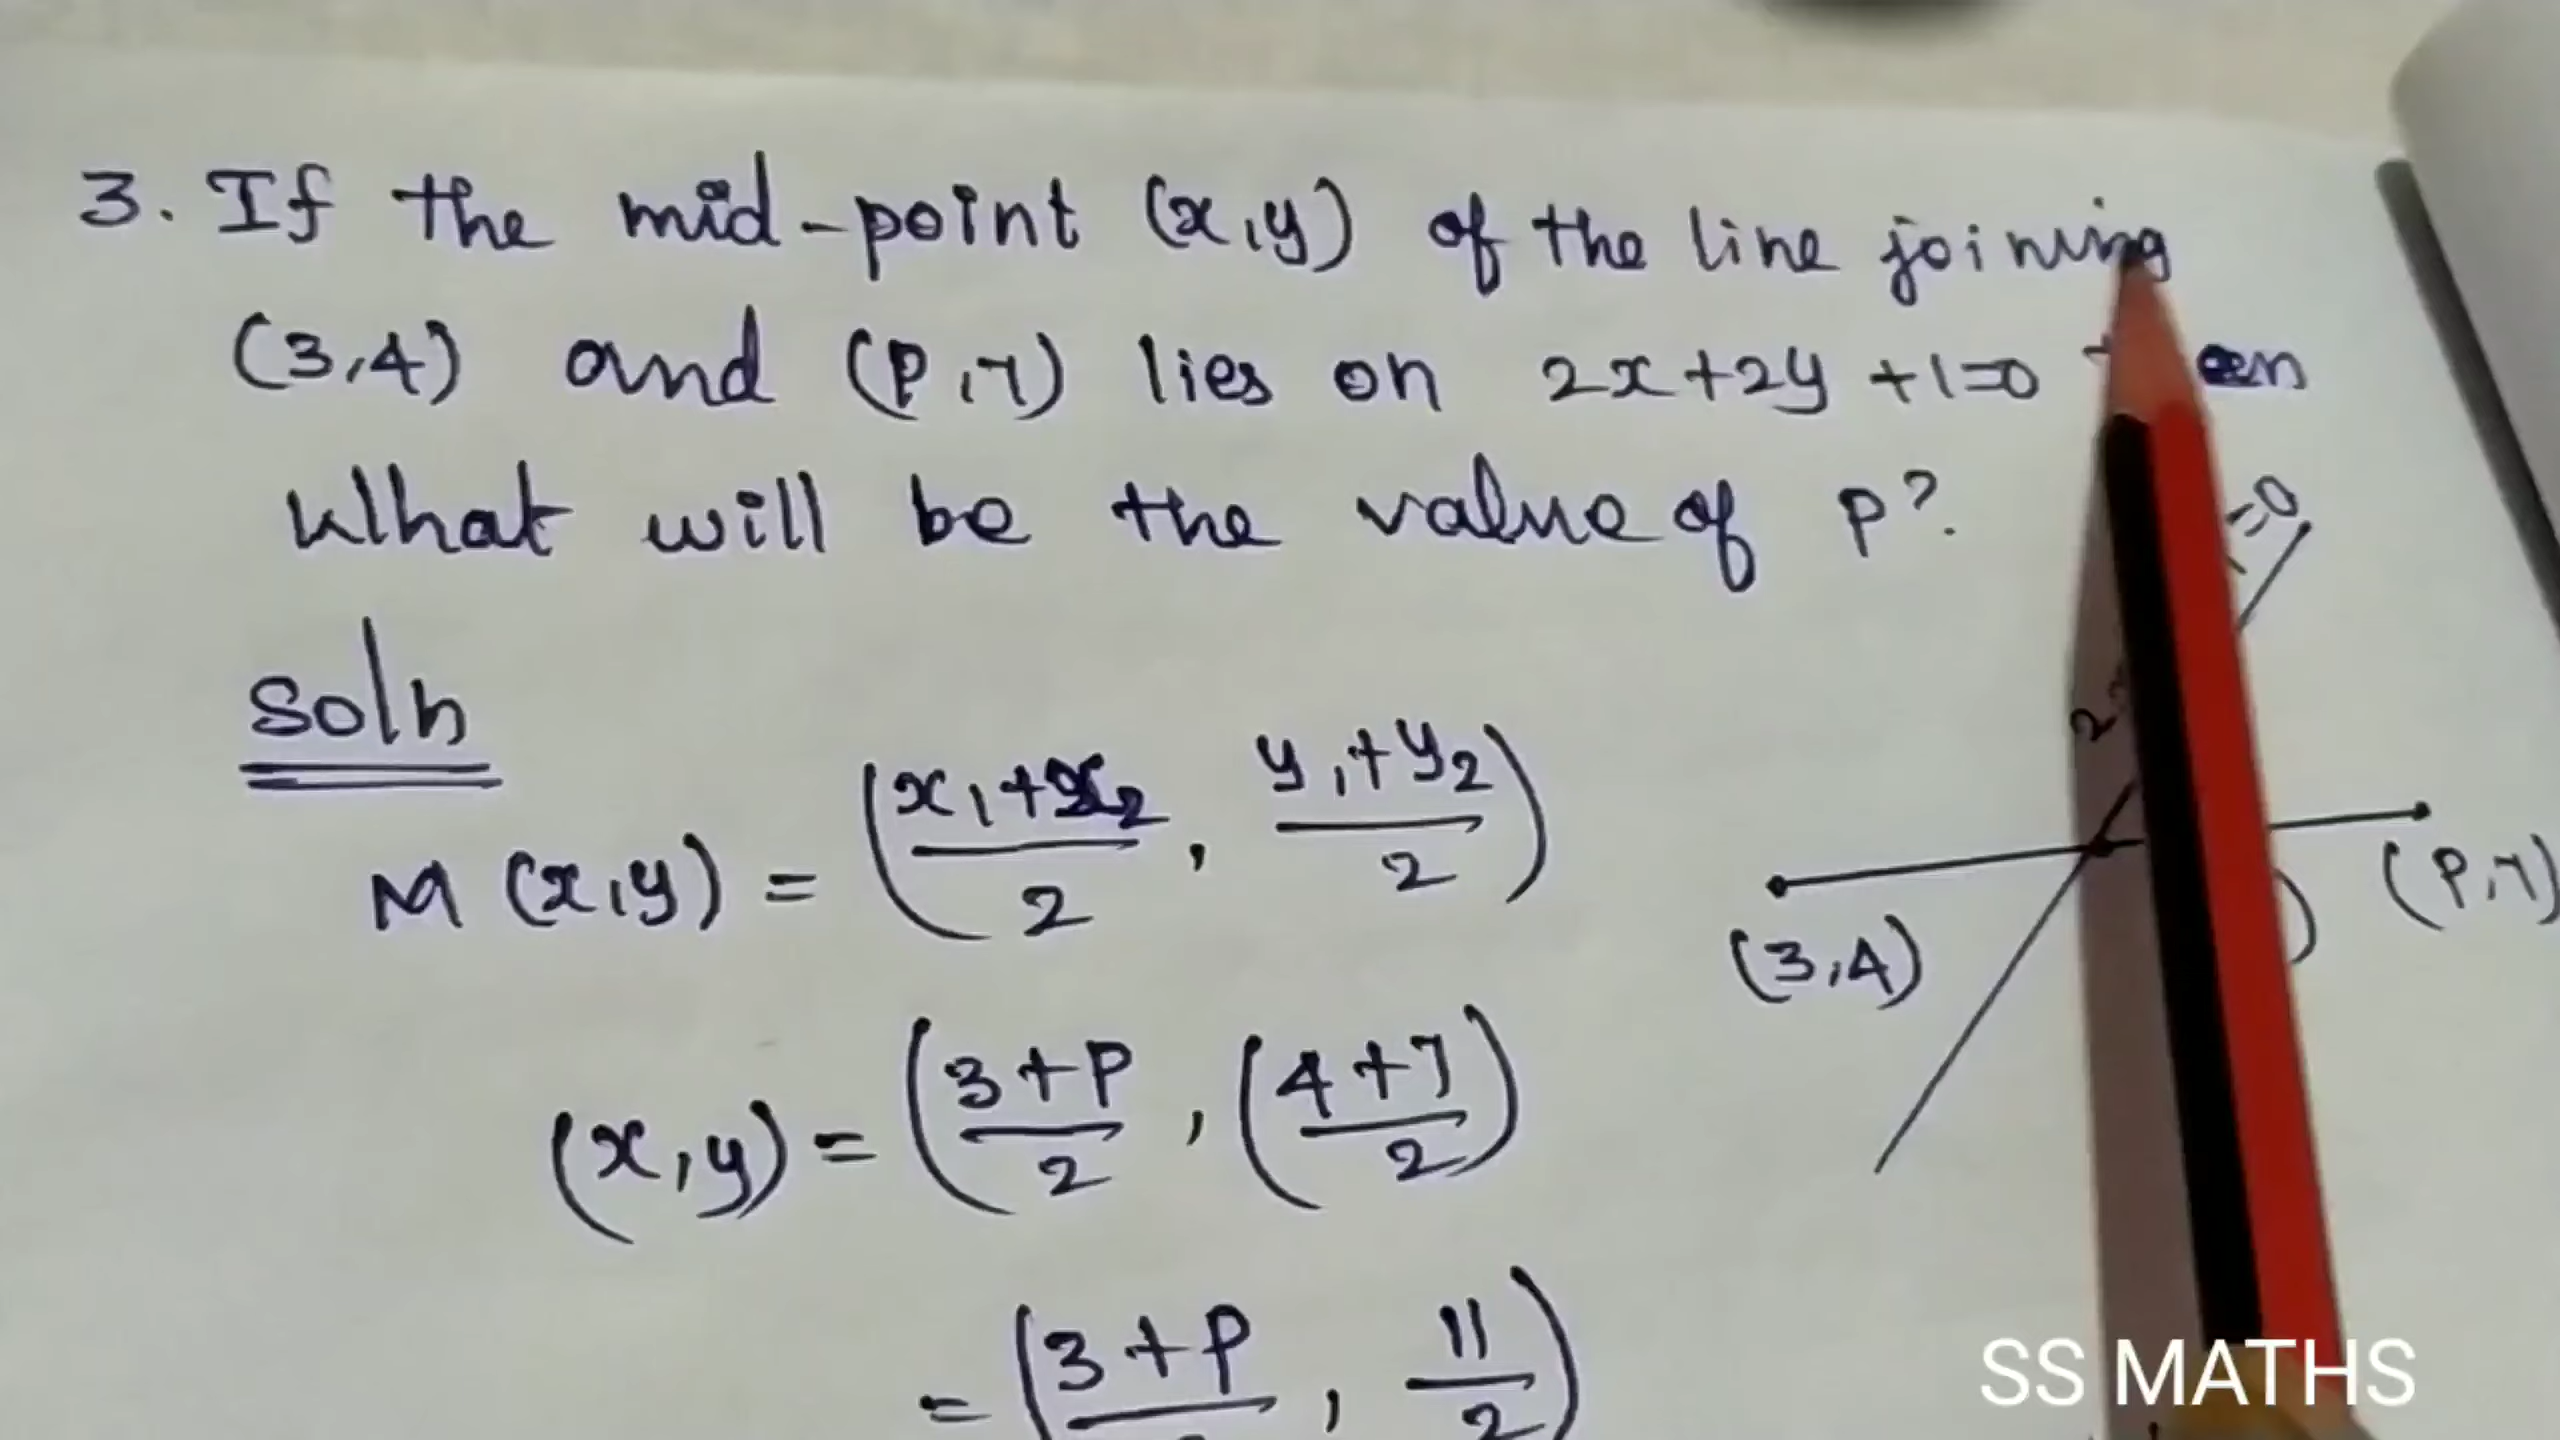 3. If the mid-point (x,y) of the line joining
(3,4) and (P,7) lies on 2x+2y+1=0
What will be the value of P?
Soln
M (x,y) = (x₁+x₂/2, y₁+y₂/2)
(3,4)
(P,7)
(x,y) = (3+P/2, (4+7/2)
= (3+P/, 11/2)
SS MATHS